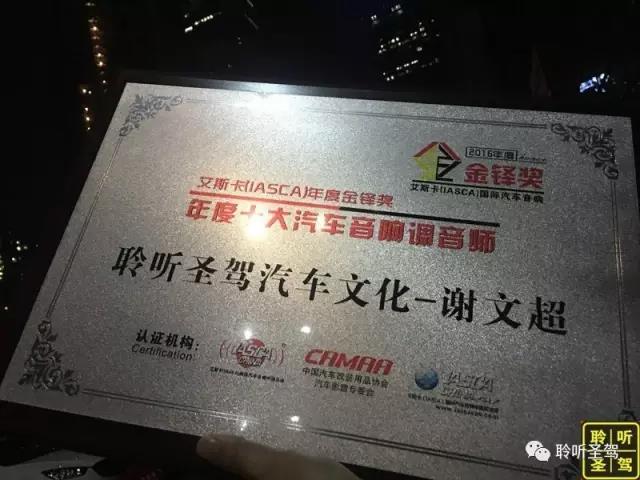 2016年度
金铎奖
艾斯卡(IASCA)国际汽车音响
艾斯卡(IASCA)年度金铎奖
年度十大汽车音响调音师
聆听圣驾汽车文化-谢文超
认证机构:
Certification:
IASCA
CAMAA
中国汽车改装用品协会
汽车影音专委会
IASCA
聆听圣驾
聆听
圣驾